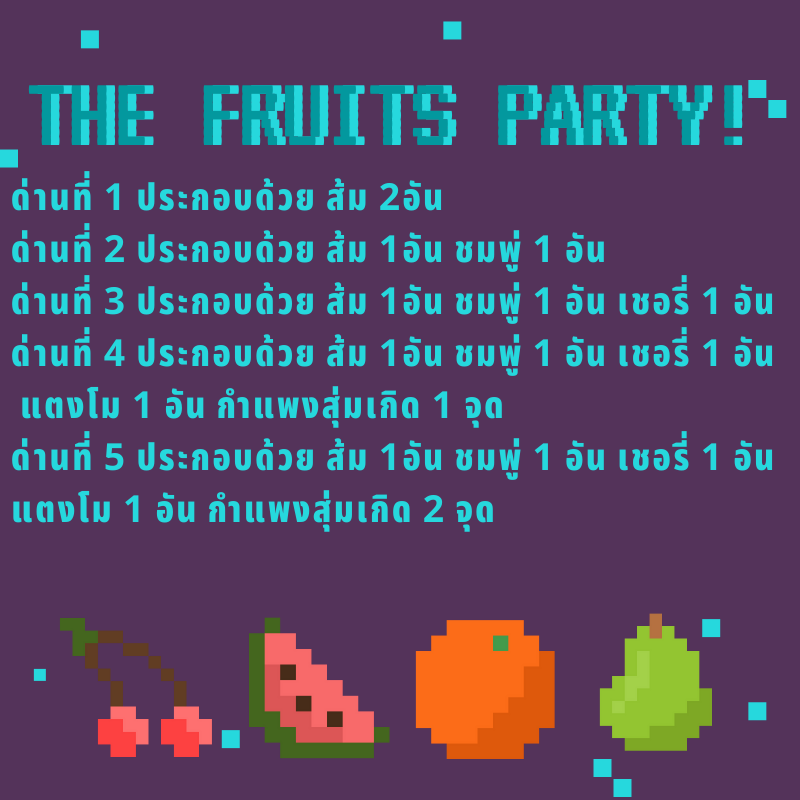 THE FRUITS PARTY!
ด่านที่ 1 ประกอบด้วย ส้ม 2อัน
ด่านที่ 2 ประกอบด้วย ส้ม 1อัน ชมพู่ 1 อัน
ด่านที่ 3 ประกอบด้วย ส้ม 1อัน ชมพู่ 1 อัน เชอรี่ 1 อัน
ด่านที่ 4 ประกอบด้วย ส้ม 1อัน ชมพู่ 1 อัน เชอรี่ 1 อัน
แตงโม 1 อัน กำแพงสุ่มเกิด 1 จุด
ด่านที่ 5 ประกอบด้วย ส้ม 1อัน ชมพู่ 1 อัน เชอรี่ 1 อัน
แตงโม 1 อัน กำแพงสุ่มเกิด 2 จุด